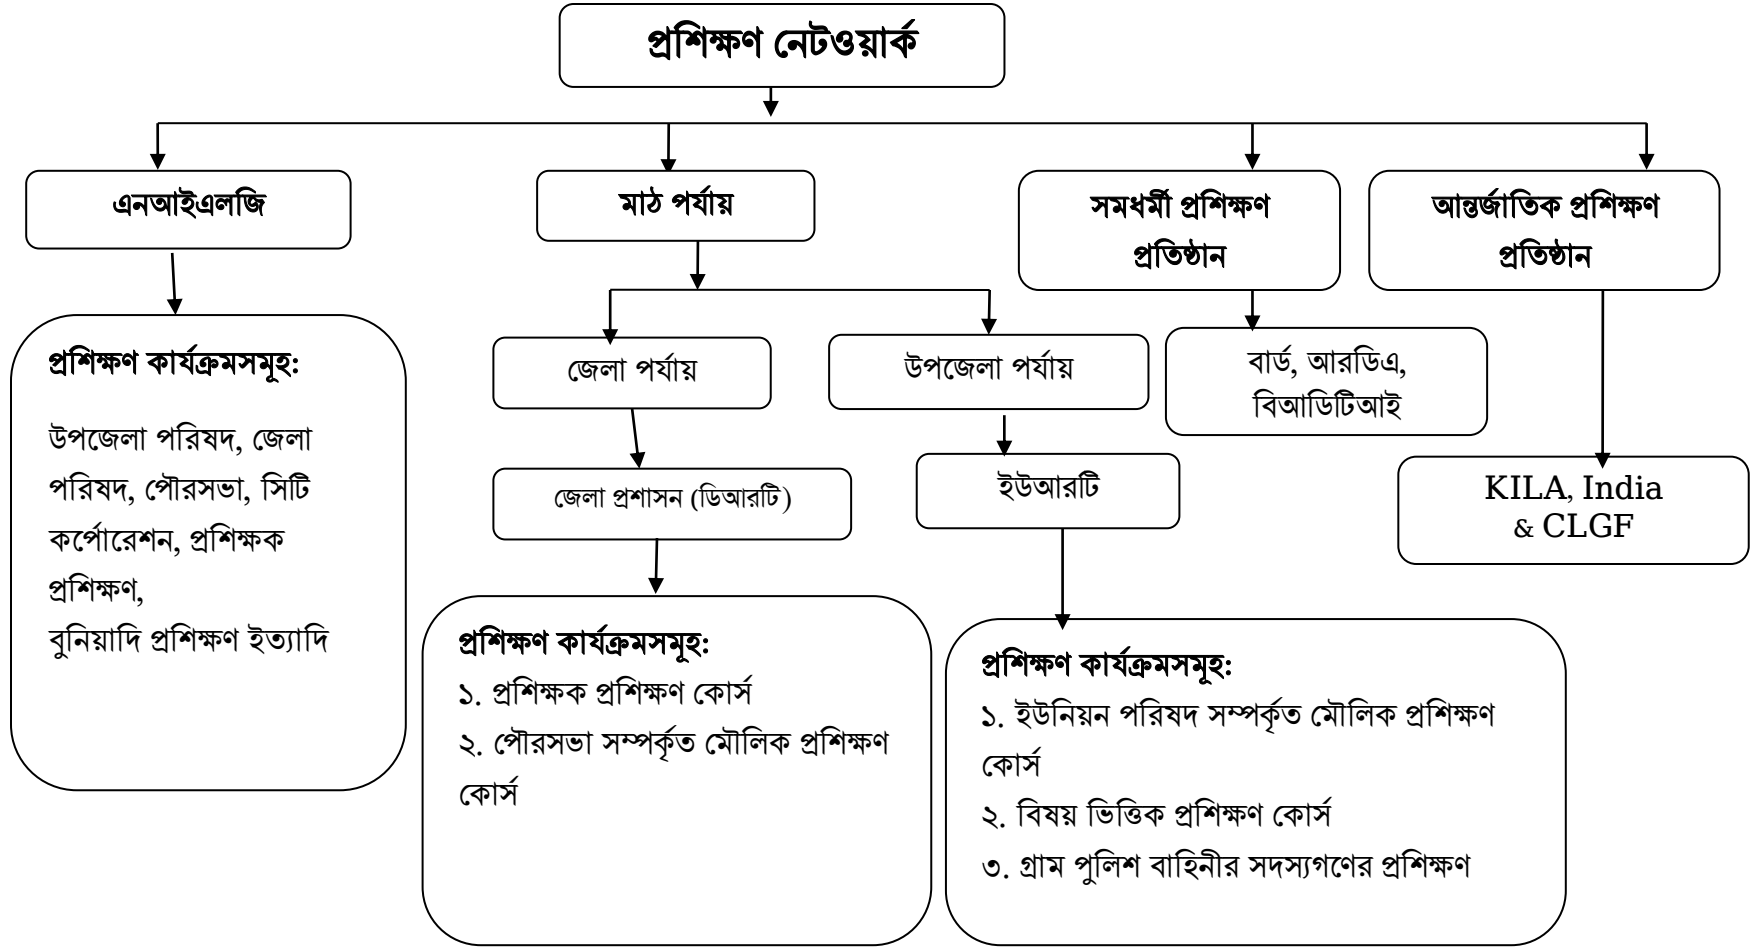 প্রশিক্ষণ নেটওয়ার্ক
এনআইএলজি
মাঠ পর্যায়
সমধর্মী প্রশিক্ষণ
প্রতিষ্ঠান
আন্তর্জাতিক প্রশিক্ষণ
প্রতিষ্ঠান
প্রশিক্ষণ কার্যক্রমসমূহ:
উপজেলা পরিষদ, জেলা
পরিষদ, পৌরসভা, সিটি
কর্পোরেশন, প্রশিক্ষক
প্রশিক্ষণ,
বুনিয়াদি প্রশিক্ষণ ইত্যাদি
জেলা পর্যায়
জেলা প্রশাসন (ডিআরটি)
প্রশিক্ষণ কার্যক্রমসমূহ:
১. প্রশিক্ষক প্রশিক্ষণ কোর্স
২. পৌরসভা সম্পর্কৃত মৌলিক প্রশিক্ষণ
কোর্স
উপজেলা পর্যায়
ইউআরটি
প্রশিক্ষণ কার্যক্রমসমূহ:
১. ইউনিয়ন পরিষদ সম্পর্কৃত মৌলিক প্রশিক্ষণ
কোর্স
২. বিষয় ভিত্তিক প্রশিক্ষণ কোর্স
৩. গ্রাম পুলিশ বাহিনীর সদস্যগণের প্রশিক্ষণ
বার্ড, আরডিএ,
বিআডিটিআই
KILA, India
& CLGF